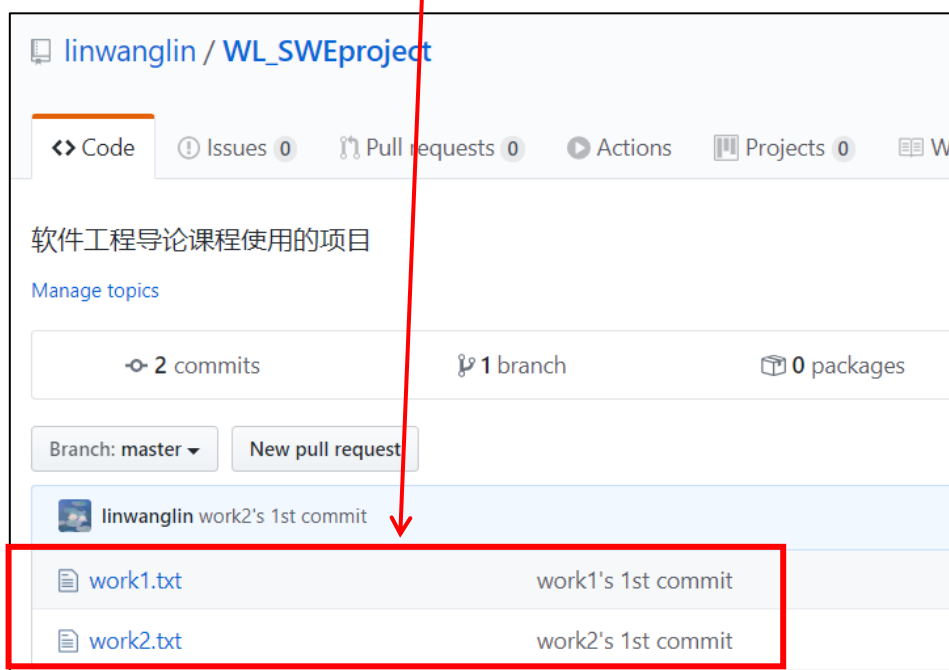 linwanglin / WL_SWEproject
Code Issues 0 Pull requests 0 Actions Projects 0 W
软件工程导论课程使用的项目
Manage topics
2 commits 1 branch 0 packages
Branch: master New pull request
linwanglin work2's 1st commit
work1.txt work1's 1st commit
work2.txt work2's 1st commit